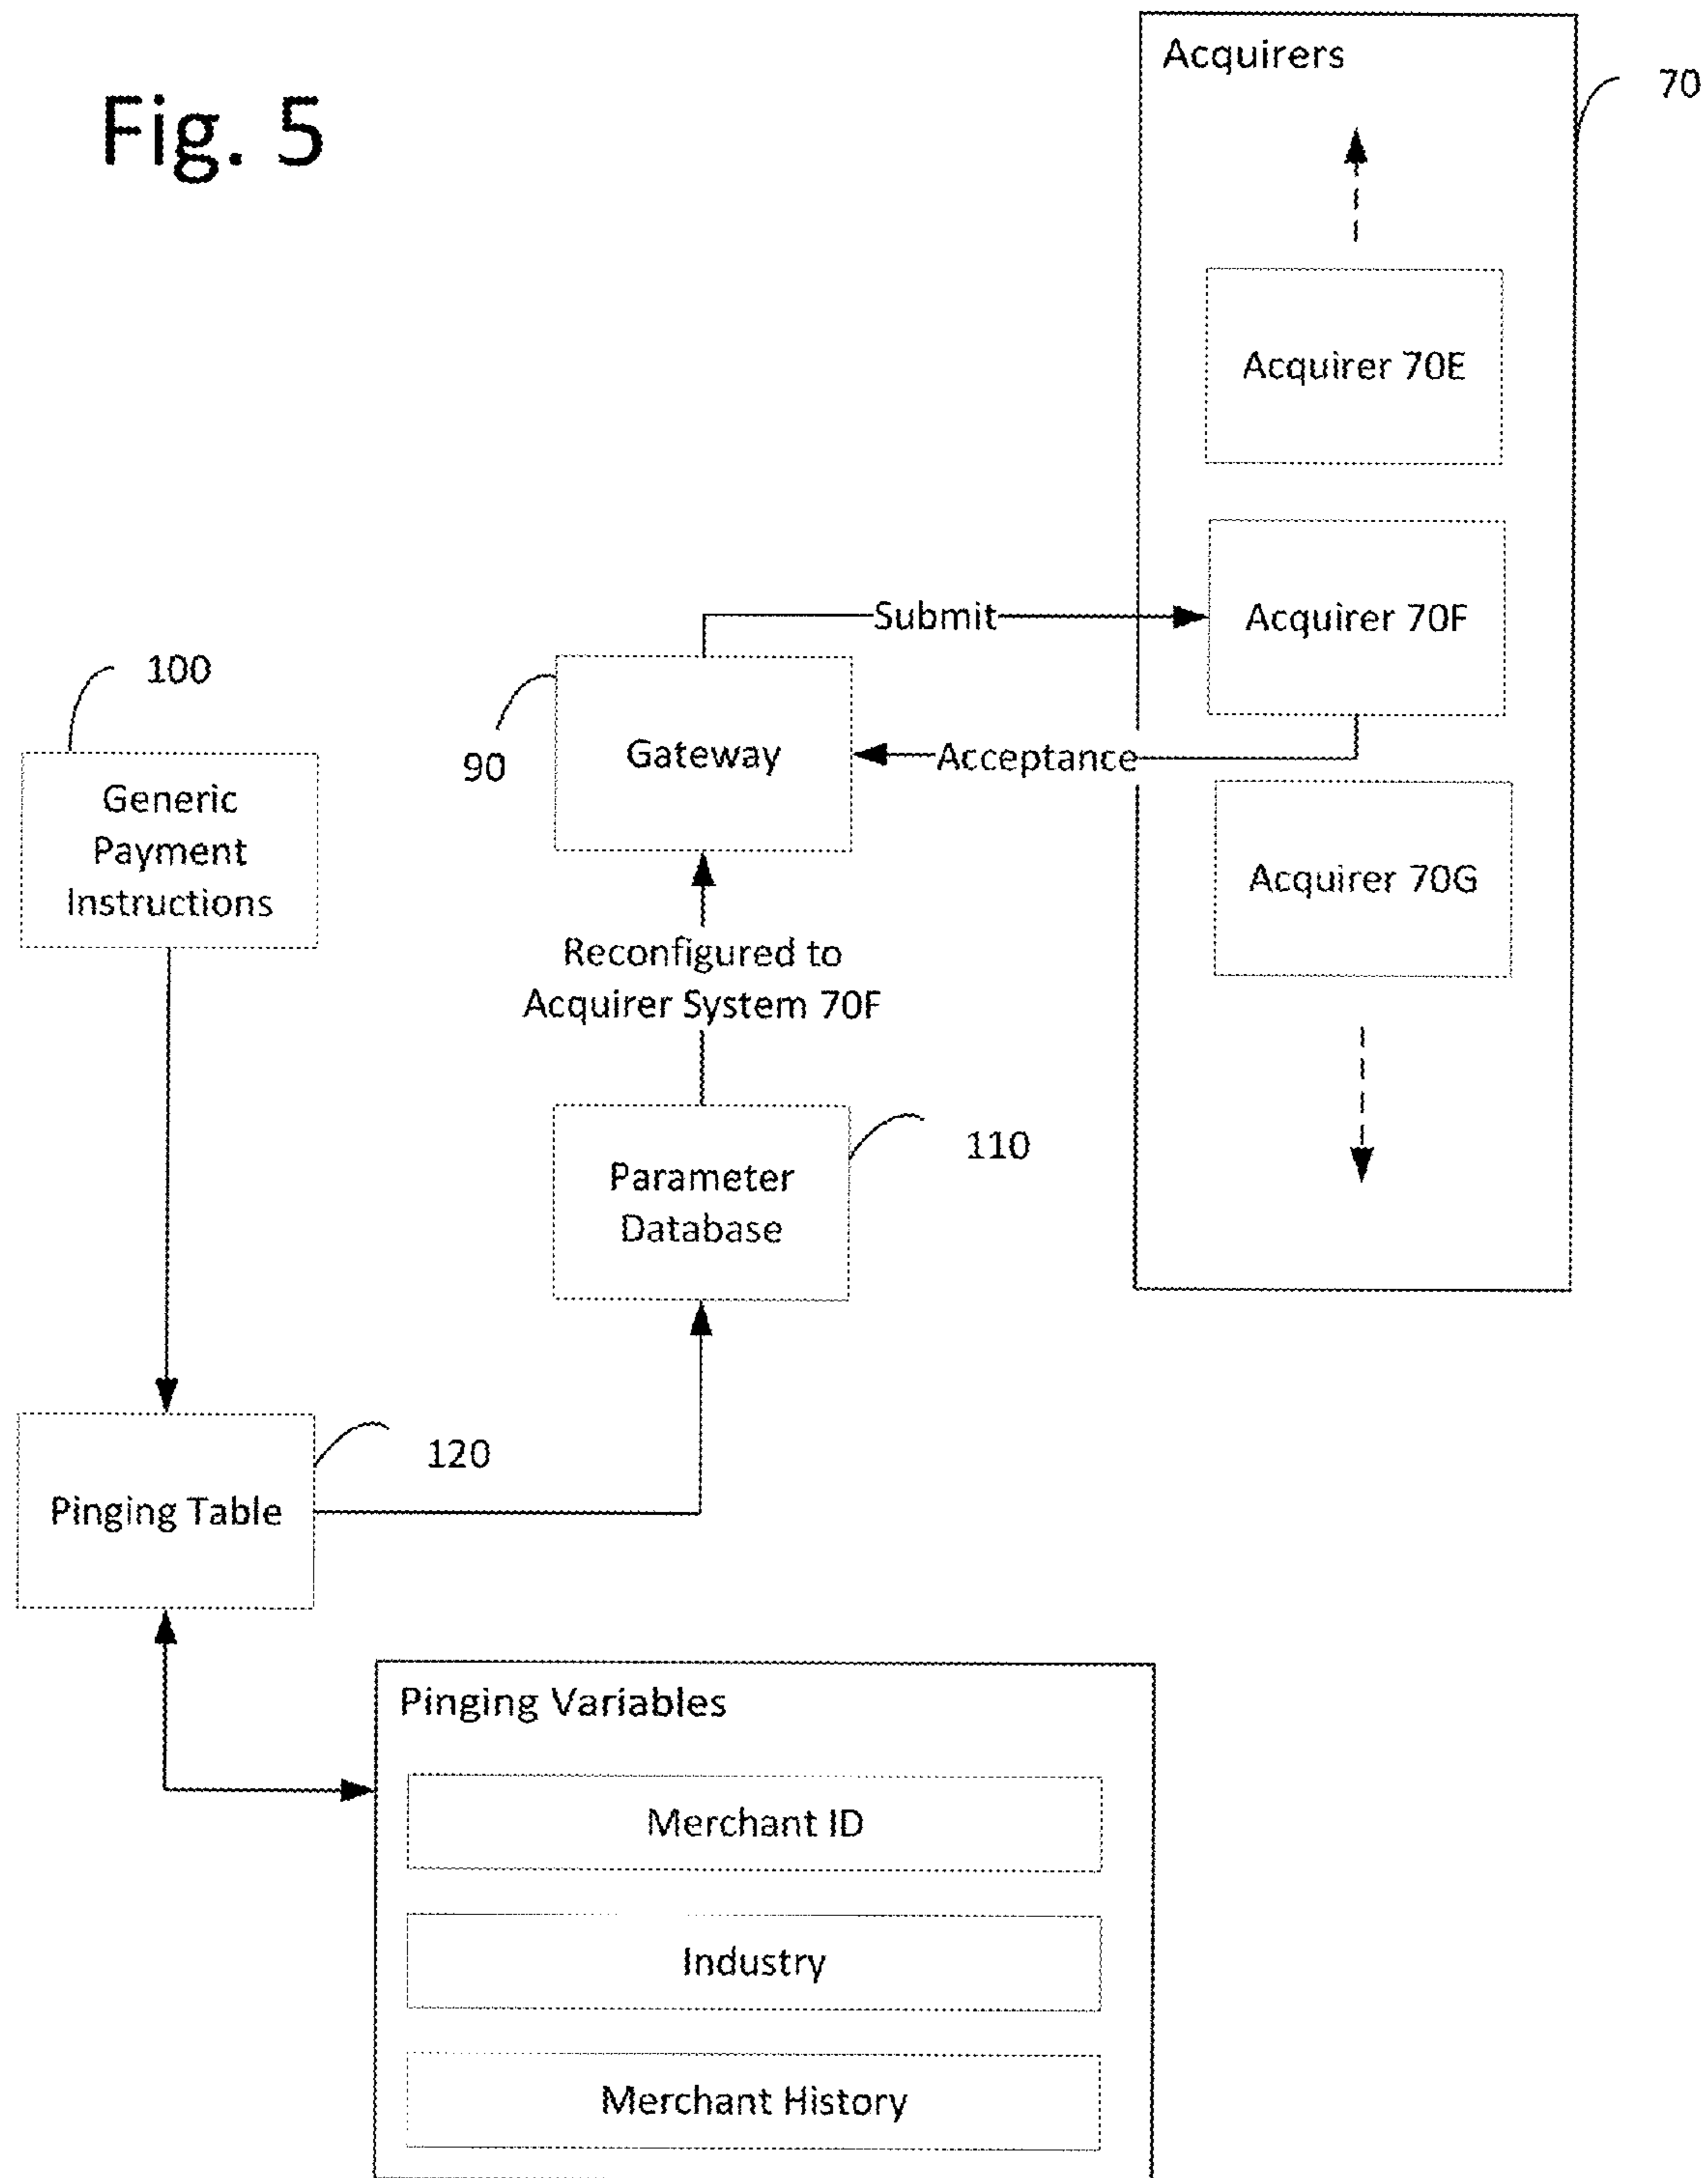 Fig. 5
Acquirers
70
Acquirer 70E
Submit
Acquirer 70F
100
90
Gateway
Acceptance
Generic
Payment
Instructions
Acquirer 70G
Reconfigured to
Acquirer System 70F
110
Parameter
Database
120
Pinging Table
Pinging Variables
Merchant ID
Industry
Merchant History